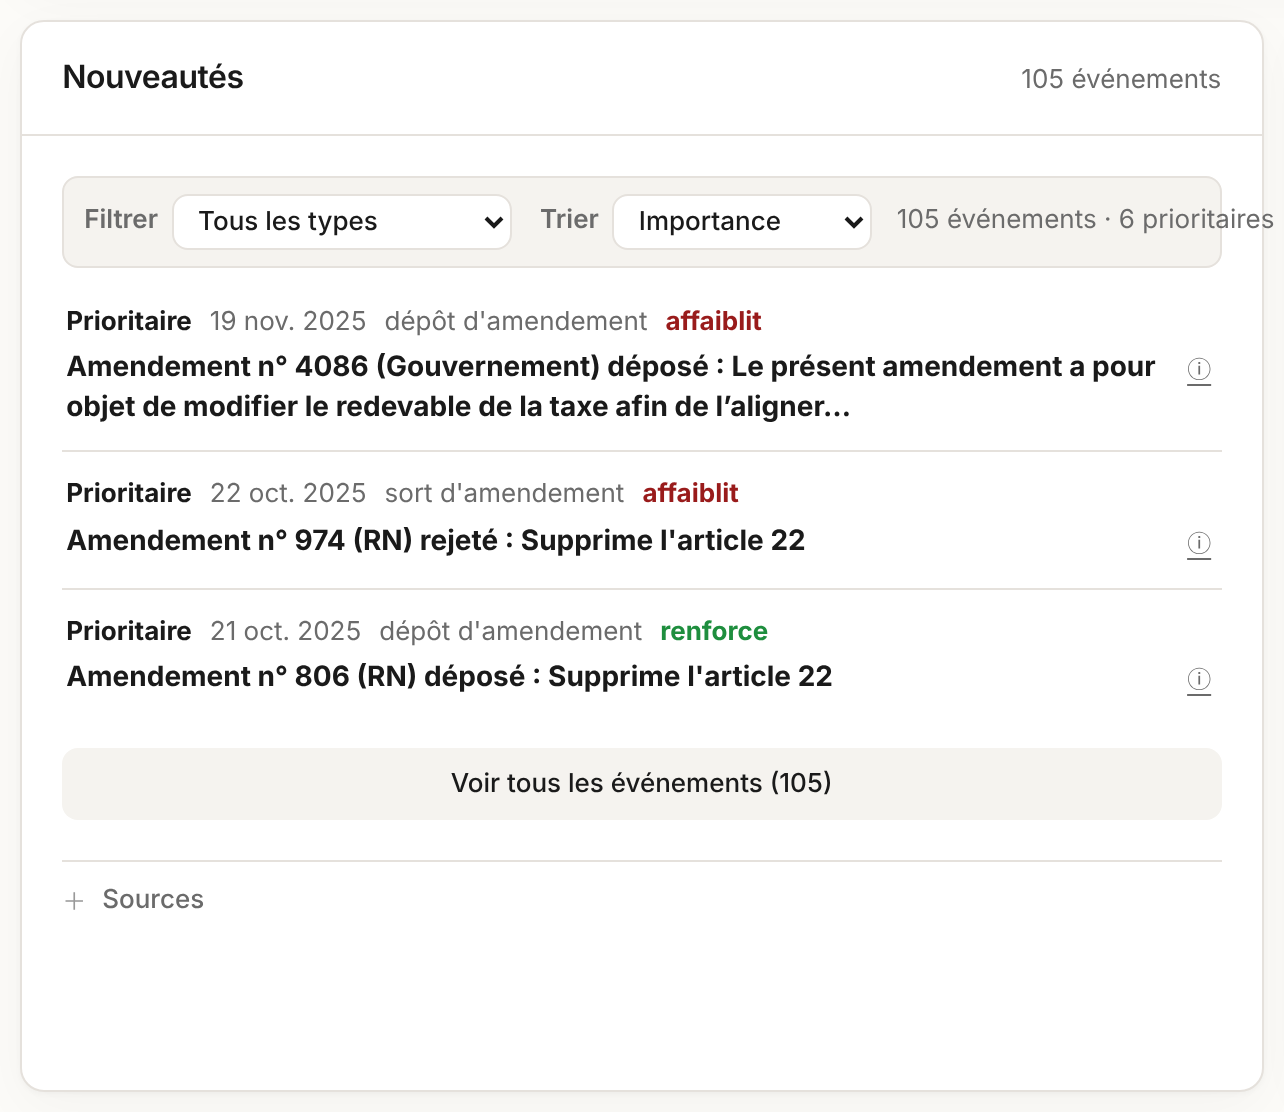 Nouveautés
105 événements
Filtrer Tous les types Trier Importance 105 événements · 6 prioritaires
Prioritaire 19 nov. 2025 dépôt d'amendement affaiblit
Amendement n° 4086 (Gouvernement) déposé : Le présent amendement a pour
objet de modifier le redevable de la taxe afin de l’aligner…
Prioritaire 22 oct. 2025 sort d'amendement affaiblit
Amendement n° 974 (RN) rejeté : Supprime l'article 22
Prioritaire 21 oct. 2025 dépôt d'amendement renforce
Amendement n° 806 (RN) déposé : Supprime l'article 22
Voir tous les événements (105)
+ Sources